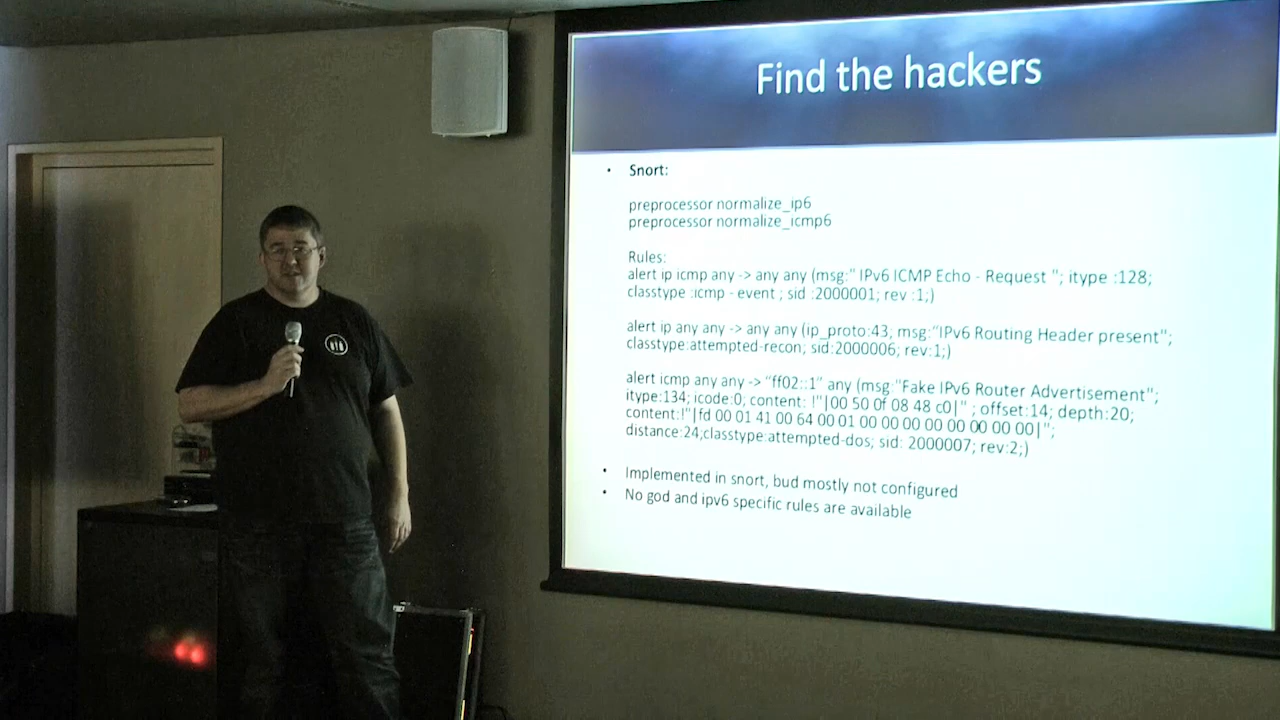 Find the hackers
• Snort:
preprocessor normalize_ip6
preprocessor normalize_icmp6
Rules:
alert ip icmp any -> any any (msg:" IPv6 ICMP Echo - Request "; itype :128;
classtype :icmp - event ; sid :2000001; rev :1;)
alert ip any any -> any any (ip_proto:43; msg:"IPv6 Routing Header present";
classtype:attempted-recon; sid:2000006; rev:1;)
alert icmp any any -> "ff02::1" any (msg:"Fake IPv6 Router Advertisement";
itype:134; icode:0; content: !"|00 50 0f 08 48 c0|" ; offset:14; depth:20;
content:!"|fd 00 01 41 00 64 00 01 00 00 00 00 00 00 00 00|";
distance:24;classtype:attempted-dos; sid: 2000007; rev:2;)
• Implemented in snort, bud mostly not configured
• No god and ipv6 specific rules are available